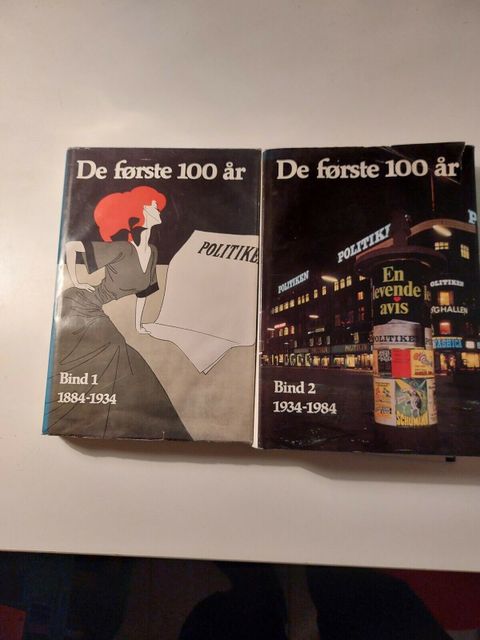 De første 100 år
POLITIKE
Bind 1
1884-1934
De første 100 år
POLITIKEN
POLITIK
En
levende
avis
POLITIKEN
Bind 2
1934-1984